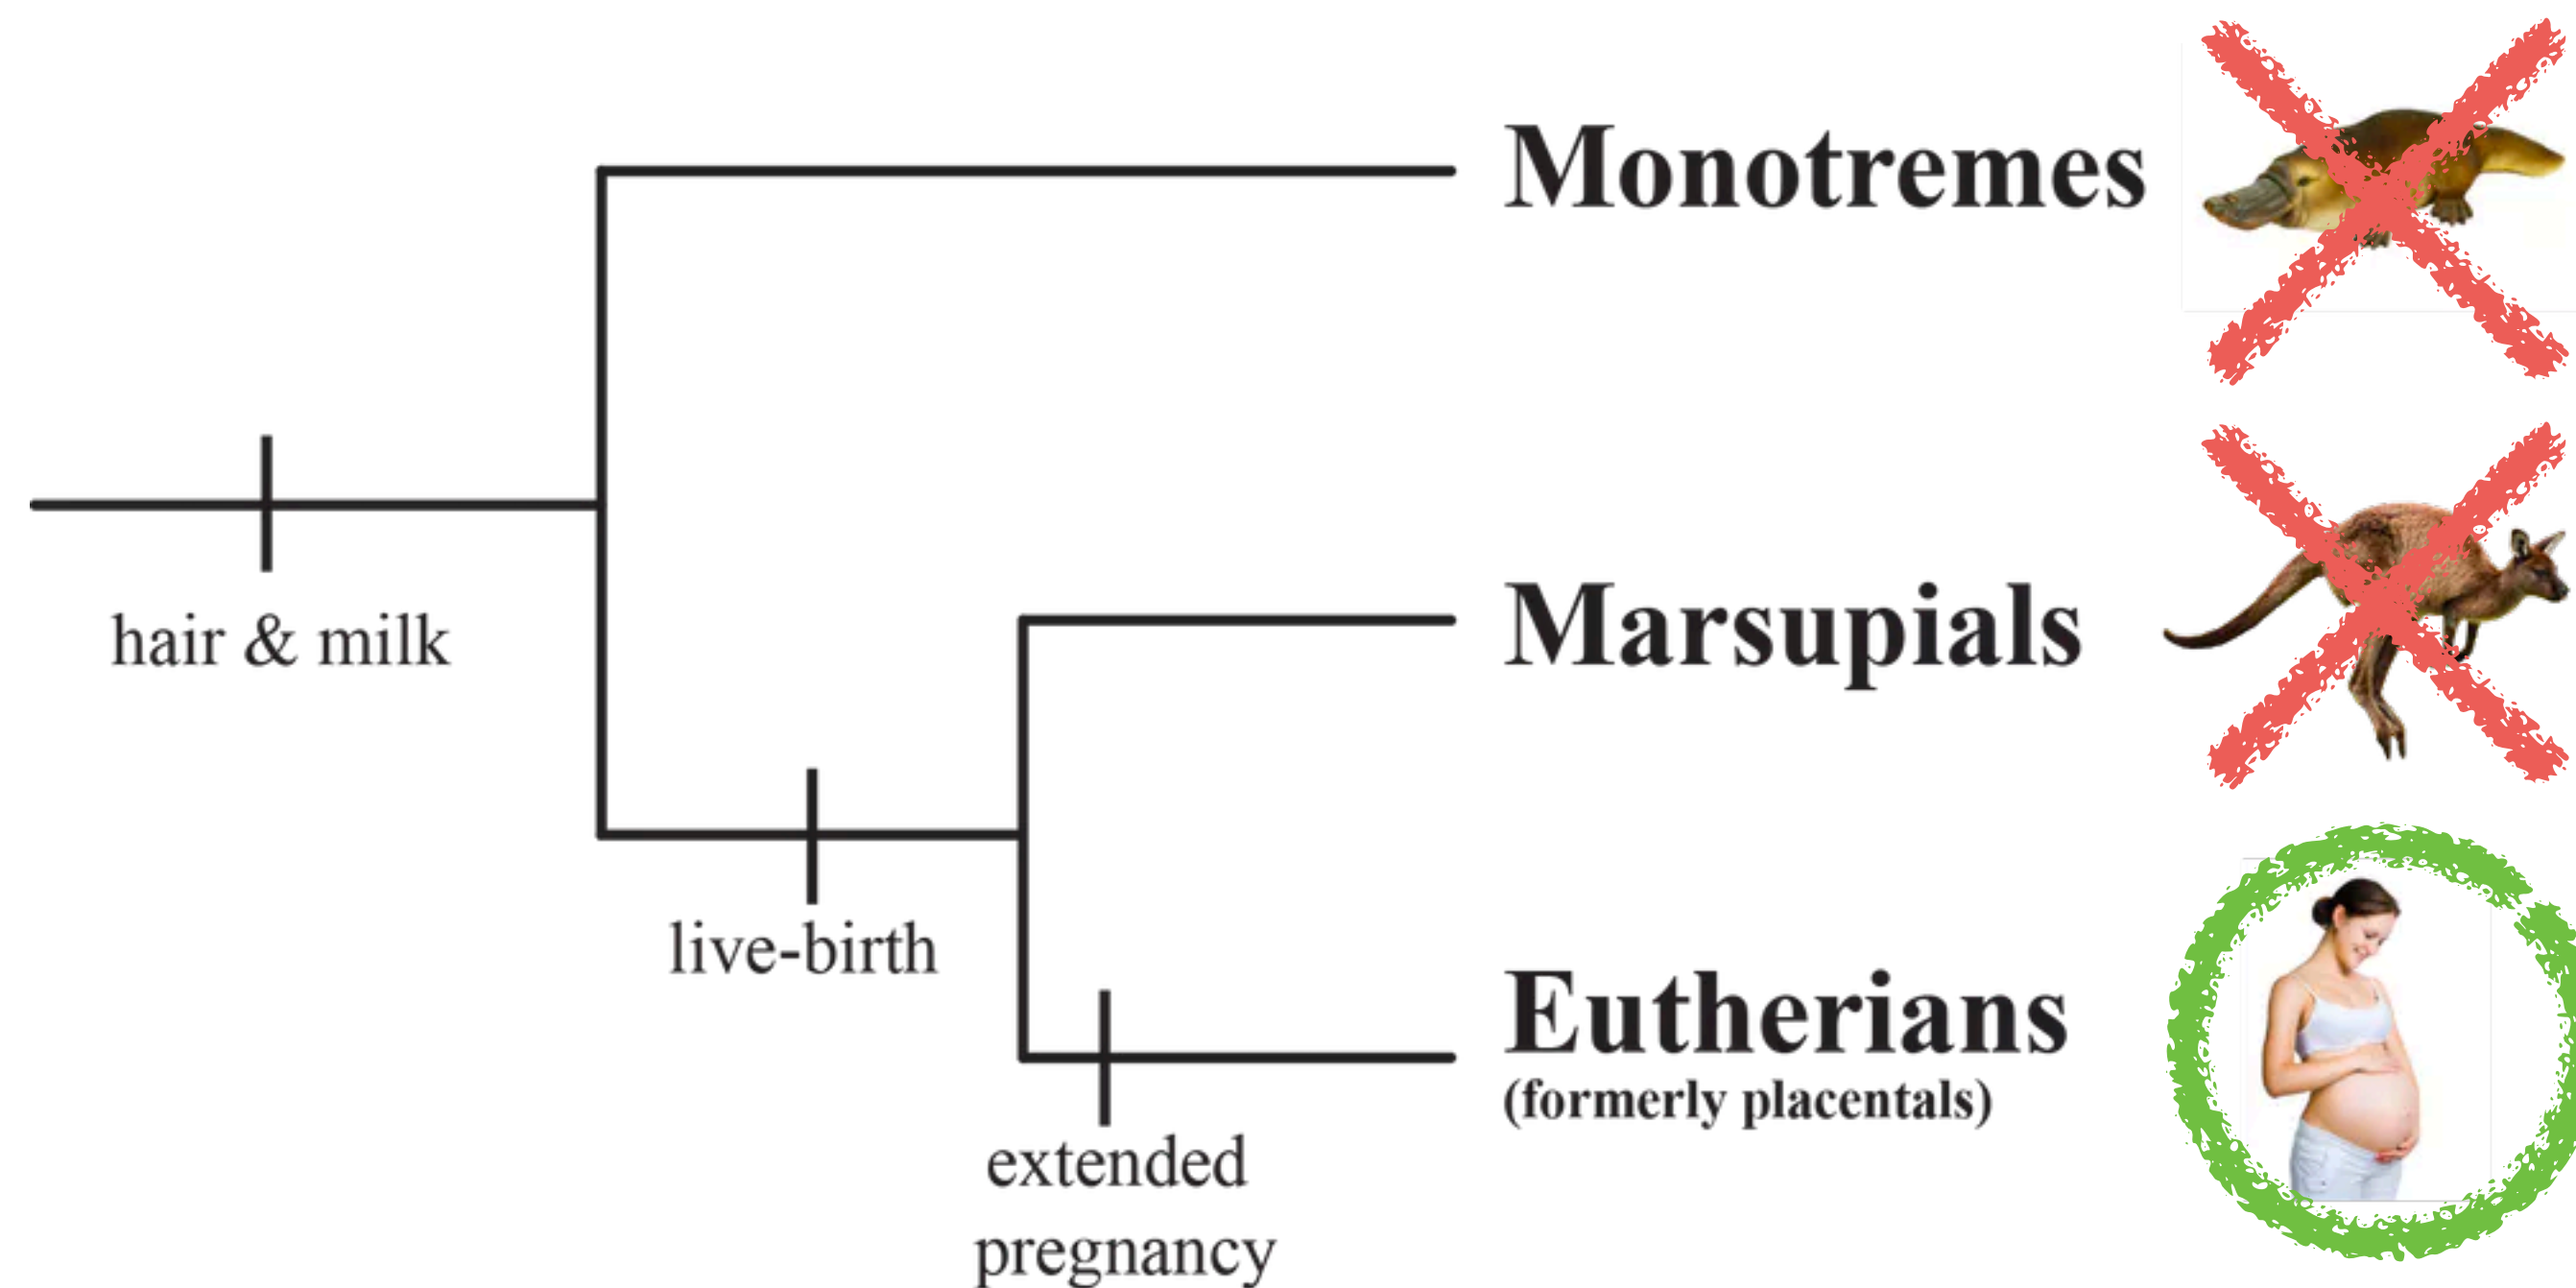 Monotremes
hair & milk
Marsupials
live-birth
Eutherians
(formerly placentals)
extended
pregnancy